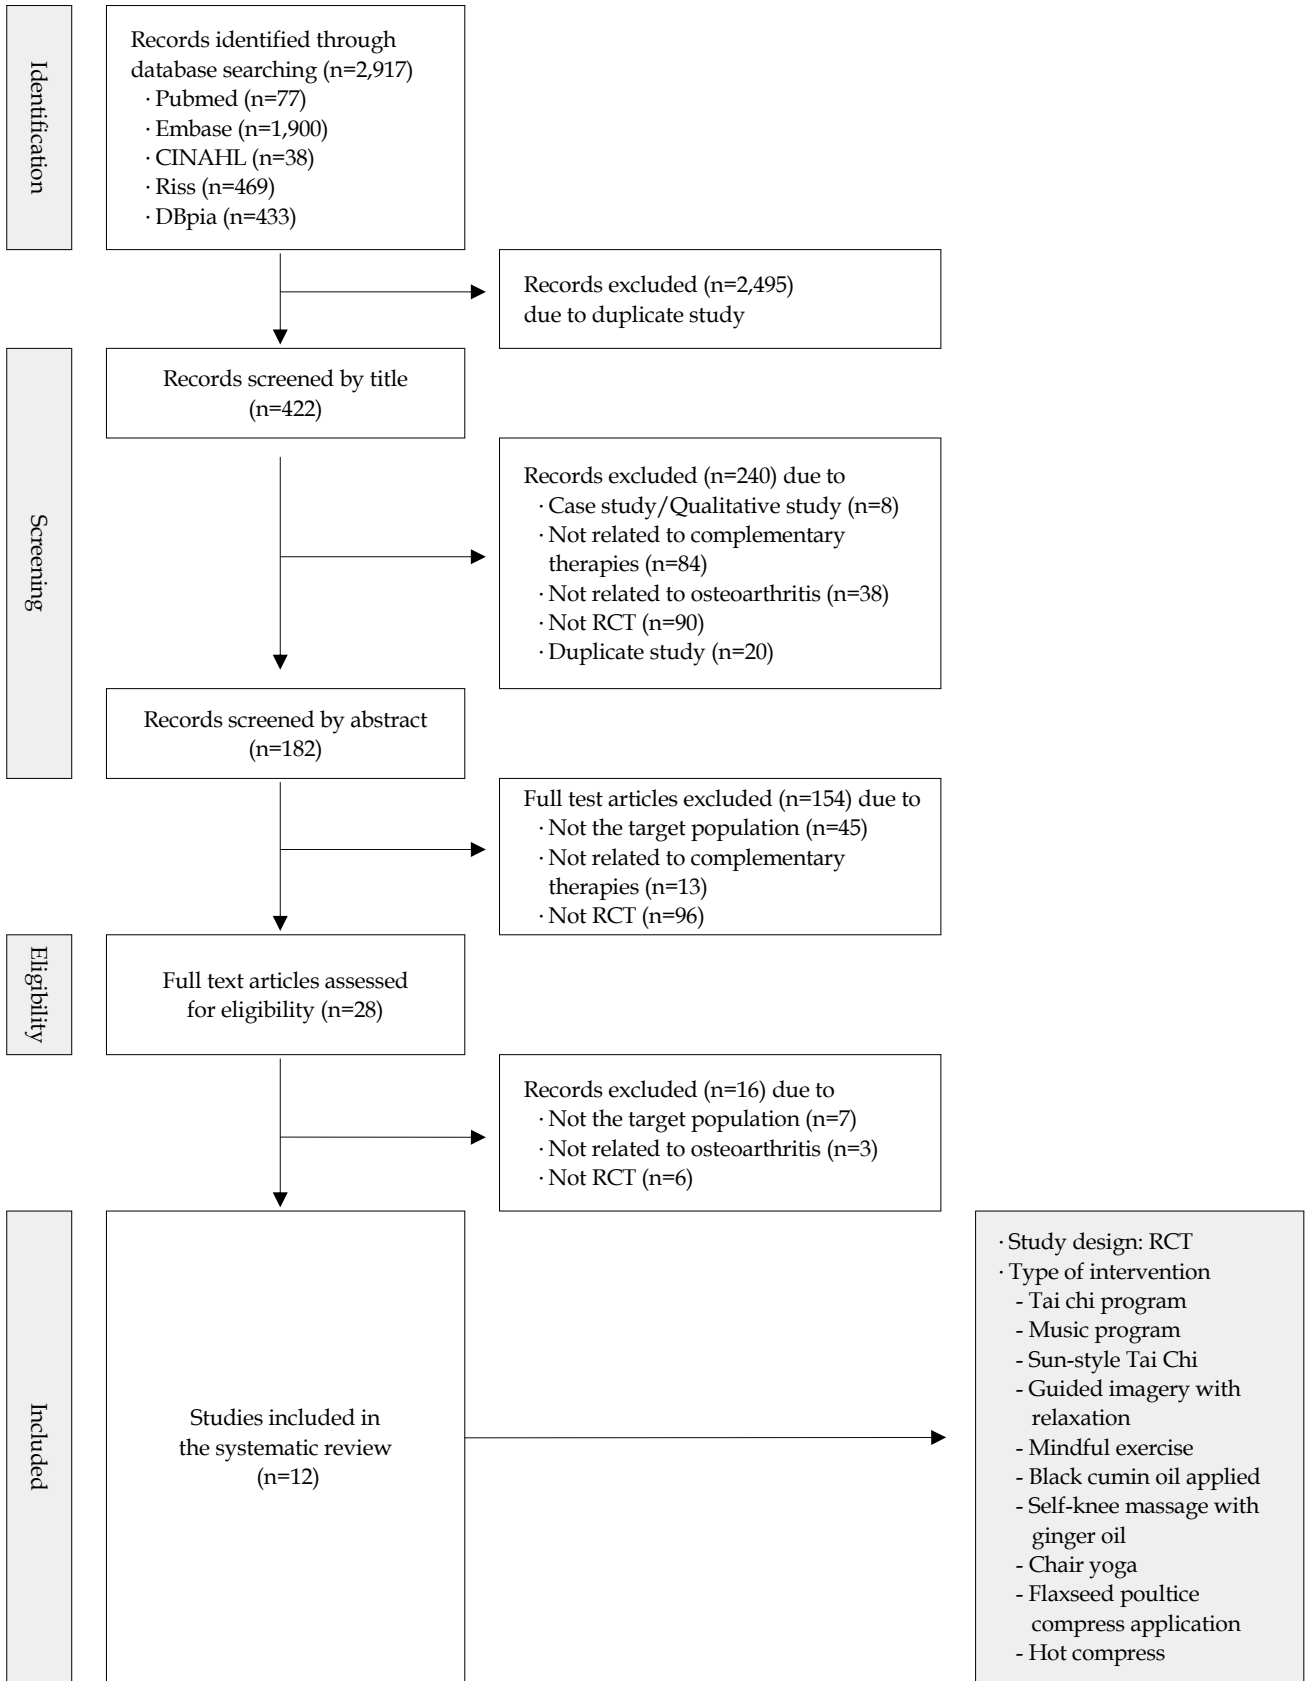 Identification
Records identified through
database searching (n=2,917)
· Pubmed (n=77)
· Embase (n=1,900)
· CINAHL (n=38)
· Riss (n=469)
· DBpia (n=433)
Records excluded (n=2,495)
due to duplicate study
Screening
Records screened by title
(n=422)
Records excluded (n=240) due to
· Case study/Qualitative study (n=8)
· Not related to complementary
therapies (n=84)
· Not related to osteoarthritis (n=38)
· Not RCT (n=90)
· Duplicate study (n=20)
Records screened by abstract
(n=182)
Full test articles excluded (n=154) due to
· Not the target population (n=45)
· Not related to complementary
therapies (n=13)
· Not RCT (n=96)
Eligibility
Full text articles assessed
for eligibility (n=28)
Records excluded (n=16) due to
· Not the target population (n=7)
· Not related to osteoarthritis (n=3)
· Not RCT (n=6)
Included
Studies included in
the systematic review
(n=12)
· Study design: RCT
· Type of intervention
- Tai chi program
- Music program
- Sun-style Tai Chi
- Guided imagery with
relaxation
- Mindful exercise
- Black cumin oil applied
- Self-knee massage with
ginger oil
- Chair yoga
- Flaxseed poultice
compress application
- Hot compress